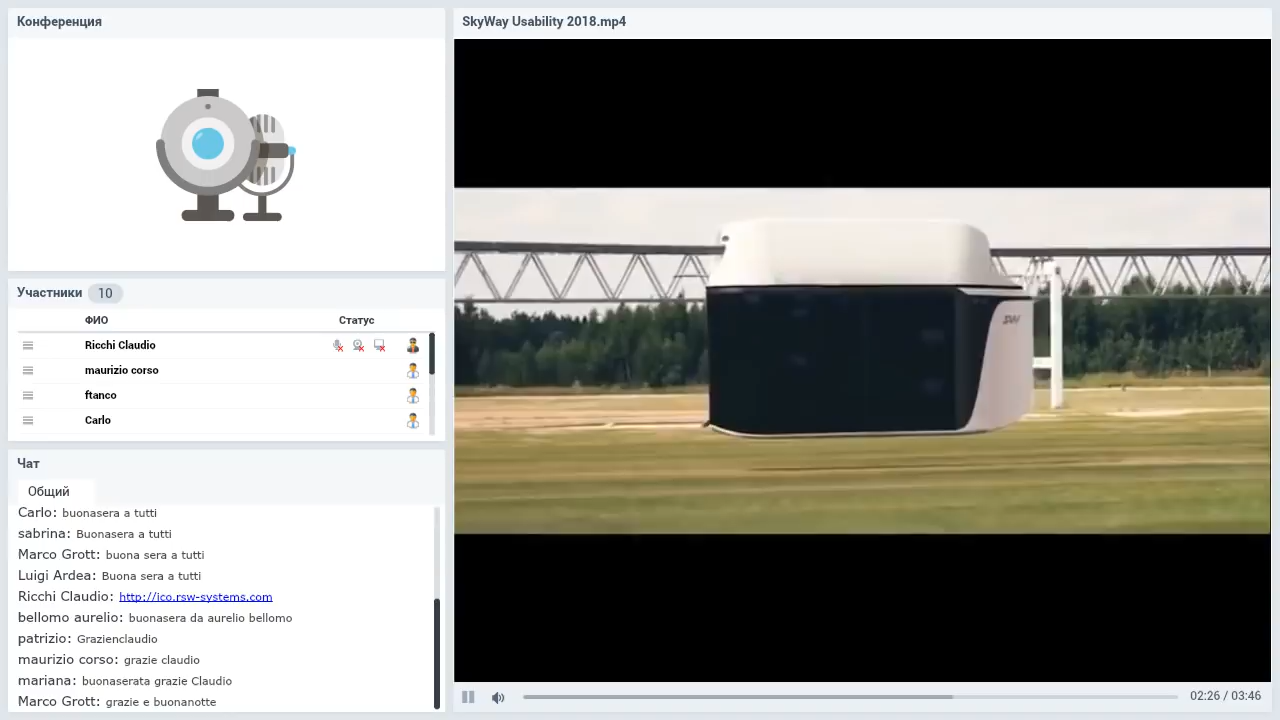 Конференция
SkyWay Usability 2018.mp4
Участники 10
ФИО Статус
Ricchi Claudio
maurizio corso
ftanco
Carlo
Чат
Общий
Carlo: buonasera a tutti
sabrina: Buonasera a tutti
Marco Grott: buona sera a tutti
Luigi Ardea: Buona sera a tutti
Ricchi Claudio: http://ico.rsw-systems.com
bellomo aurelio: buonasera da aurelio bellomo
patrizio: Grazienclaudio
maurizio corso: grazie claudio
mariana: buonaserata grazie Claudio
Marco Grott: grazie e buonanotte
02:26 / 03:46